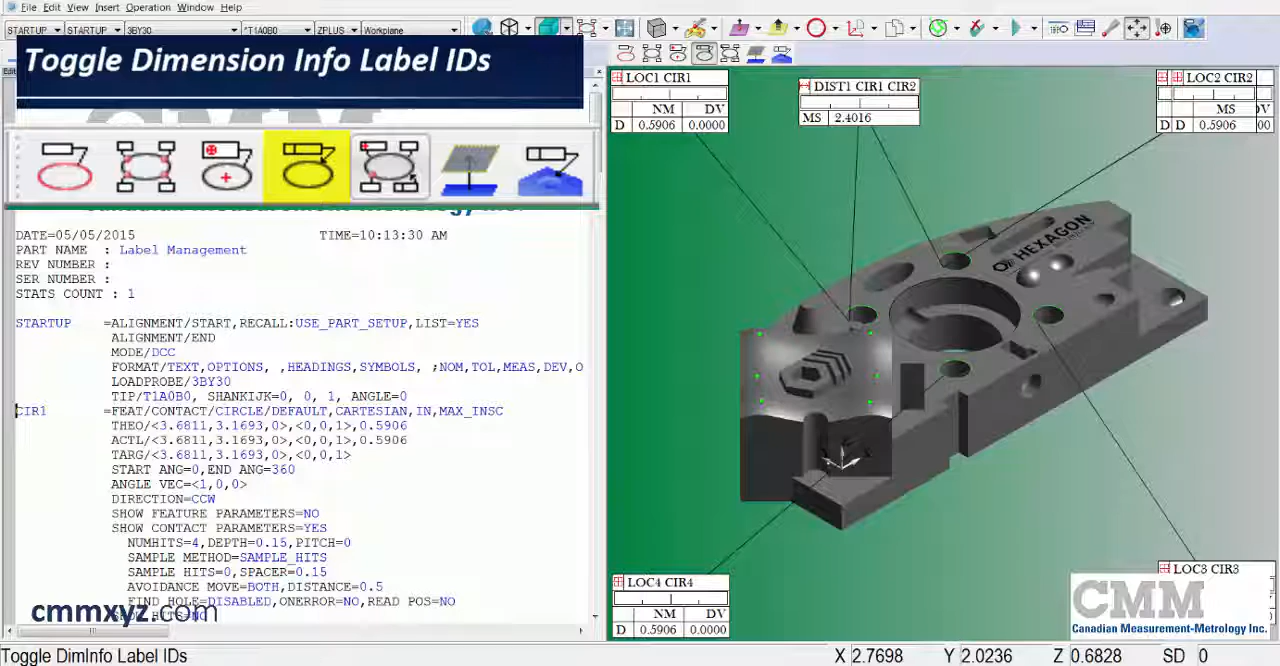 File Edit View Insert Operation Window Help
STARTUP STARTUP 3BY30 *T1A0B0 ZPLUS Workplane
Toggle Dimension Info Label IDs
DATE=05/05/2015 TIME=10:13:30 AM
PART NAME : Label Management
REV NUMBER :
SER NUMBER :
STATS COUNT : 1
STARTUP =ALIGNMENT/START,RECALL:USE_PART_SETUP,LIST=YES
ALIGNMENT/END
MODE/DCC
FORMAT/TEXT,OPTIONS, ,HEADINGS,SYMBOLS, ;NOM,TOL,MEAS,DEV,O
LOADPROBE/3BY30
TIP/T1A0B0, SHANKIJK=0, 0, 1, ANGLE=0
CIR1 =FEAT/CONTACT/CIRCLE/DEFAULT,CARTESIAN,IN,MAX_INSC
THEO/<3.6811,3.1693,0>,<0,0,1>,0.5906
ACTL/<3.6811,3.1693,0>,<0,0,1>,0.5906
TARG/<3.6811,3.1693,0>,<0,0,1>
START ANG=0,END ANG=360
ANGLE VEC=<1,0,0>
DIRECTION=CCW
SHOW FEATURE PARAMETERS=NO
SHOW CONTACT PARAMETERS=YES
NUMHITS=4,DEPTH=0.15,PITCH=0
SAMPLE METHOD=SAMPLE_HITS
SAMPLE HITS=0,SPACER=0.15
AVOIDANCE MOVE=BOTH,DISTANCE=0.5
FIND HOLE=DISABLED,ONERROR=NO,READ POS=NO
cmmxyz.com
LOC1 CIR1
NM DV
D 0.5906 0.0000
DIST1 CIR1 CIR2
MS 2.4016
LOC2 CIR2
MS DV
D D 0.5906 00
HEXAGON
LOC4 CIR4
NM DV
D 0.5906 0.0000
LOC3 CIR3
CMM
Canadian Measurement-Metrology Inc.
Toggle DimInfo Label IDs X 2.7698 Y 2.0236 Z 0.6828 SD 0